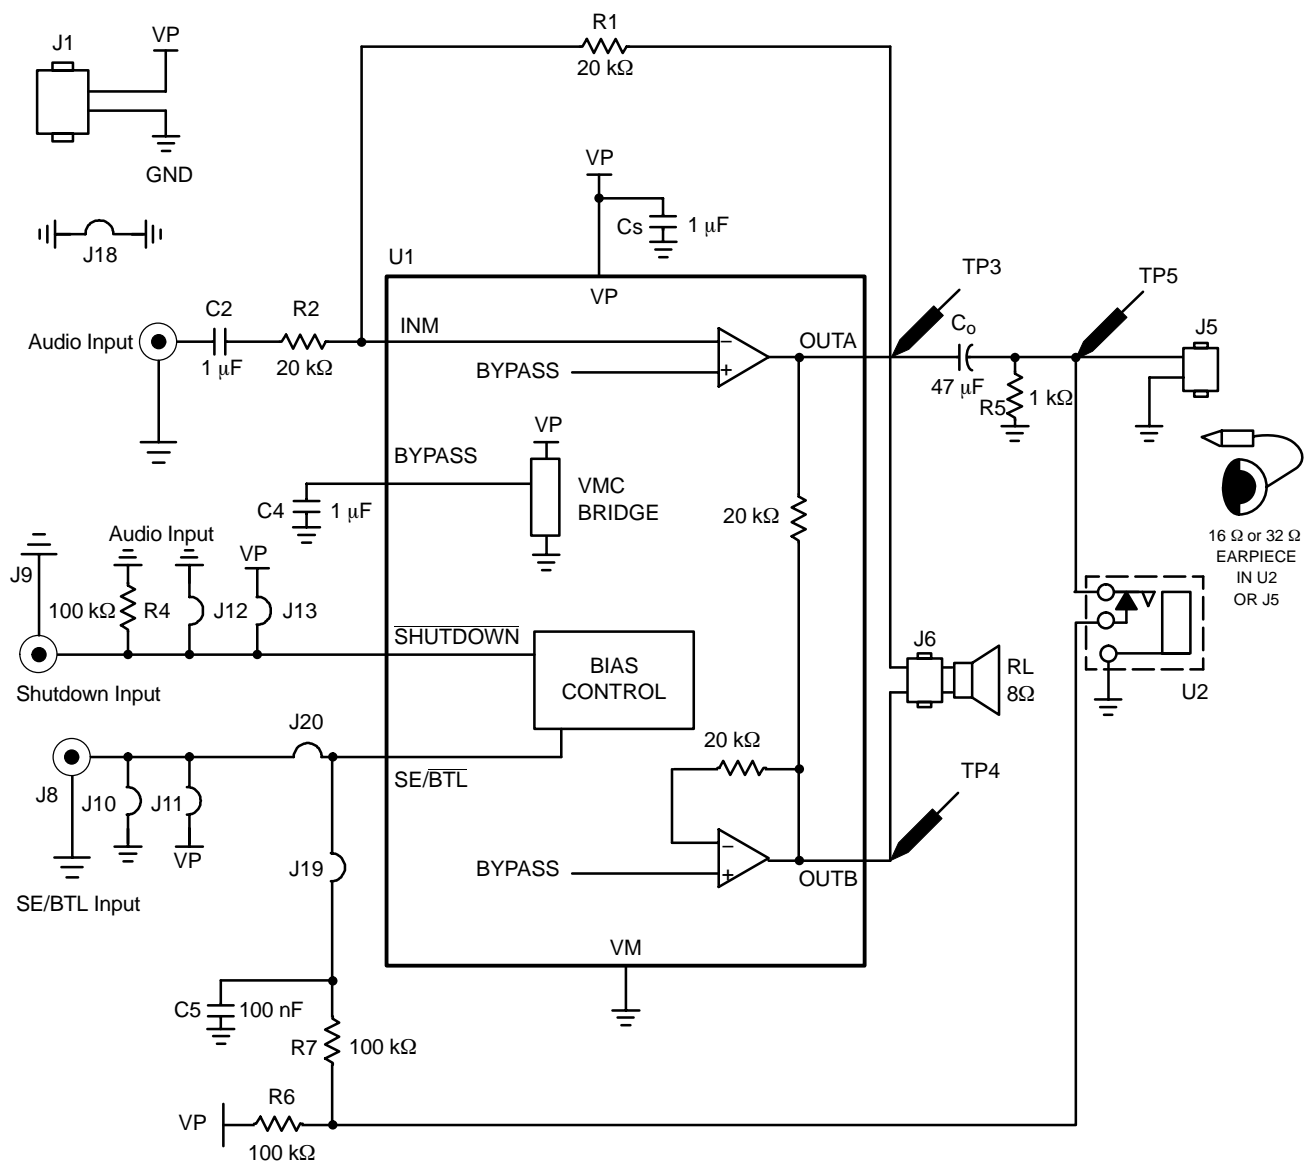 R1
20 kΩ
J1
VP
GND
J18
VP
Cs
1 μF
U1
VP
TP3
TP5
C2
R2
Audio Input
1 μF
20 kΩ
INM
OUTA
Co
J5
BYPASS
47 μF
R5
1 kΩ
VP
BYPASS
VMC
BRIDGE
C4
1 μF
20 kΩ
16 Ω or 32 Ω
EARPIECE
IN U2
OR J5
Audio Input
VP
J9
100 kΩ
R4
J12
J13
SHUTDOWN
BIAS
CONTROL
J6
RL
8Ω
U2
Shutdown Input
J20
20 kΩ
SE/BTL
J8
J10
J11
VP
TP4
J19
BYPASS
OUTB
SE/BTL Input
VM
C5
100 nF
R7
100 kΩ
R6
VP
100 kΩ
− + − +